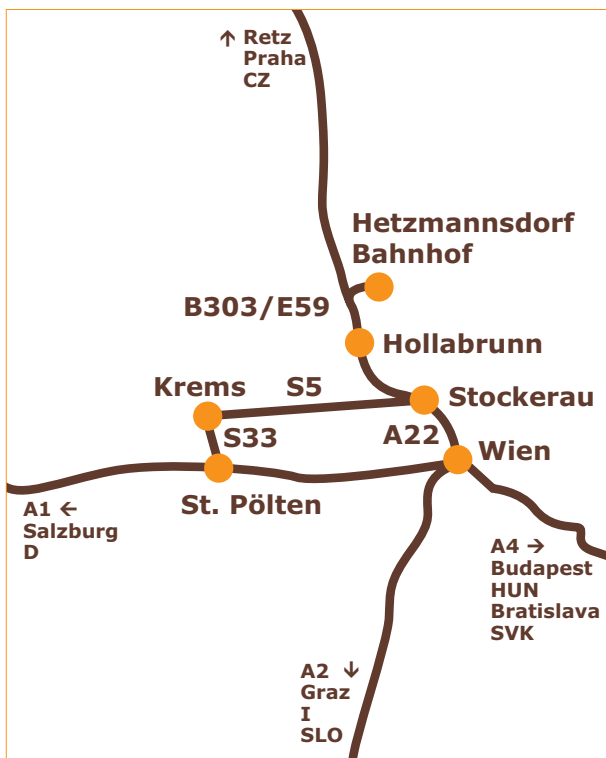 ↑ Retz
Praha
CZ
Hetzmannsdorf
Bahnhof
B303/E59
Hollabrunn
Krems
S5
Stockerau
S33
A22
Wien
St. Pölten
A1 ←
Salzburg
D
A4 →
Budapest
HUN
Bratislava
SVK
A2 ↓
Graz
I
SLO